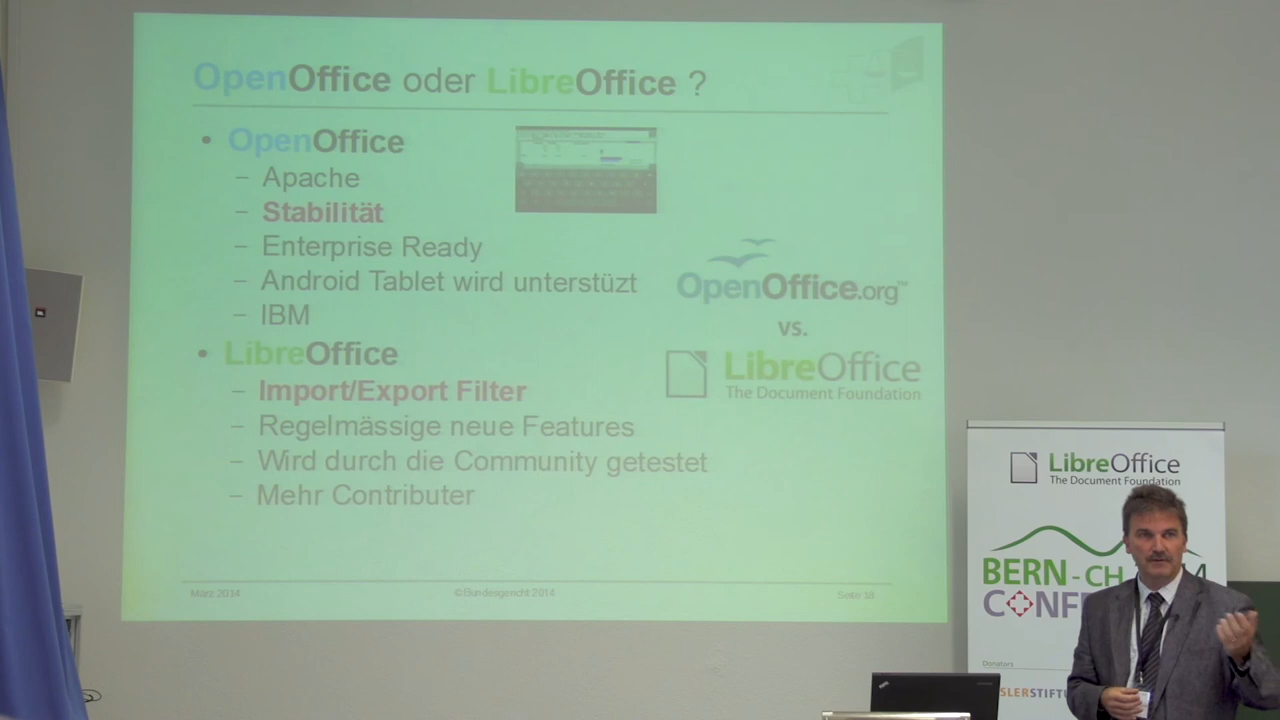 OpenOffice oder LibreOffice ?
• OpenOffice
– Apache
– Stabilität
– Enterprise Ready
– Android Tablet wird unterstüzt
– IBM
• LibreOffice
– Import/Export Filter
– Regelmässige neue Features
– Wird durch die Community getestet
– Mehr Contributer
OpenOffice.org™
vs.
LibreOffice
The Document Foundation
März 2014
©Bundesgericht 2014
Seite 18
LibreOffice
The Document Foundation
BERN - CH
Donators